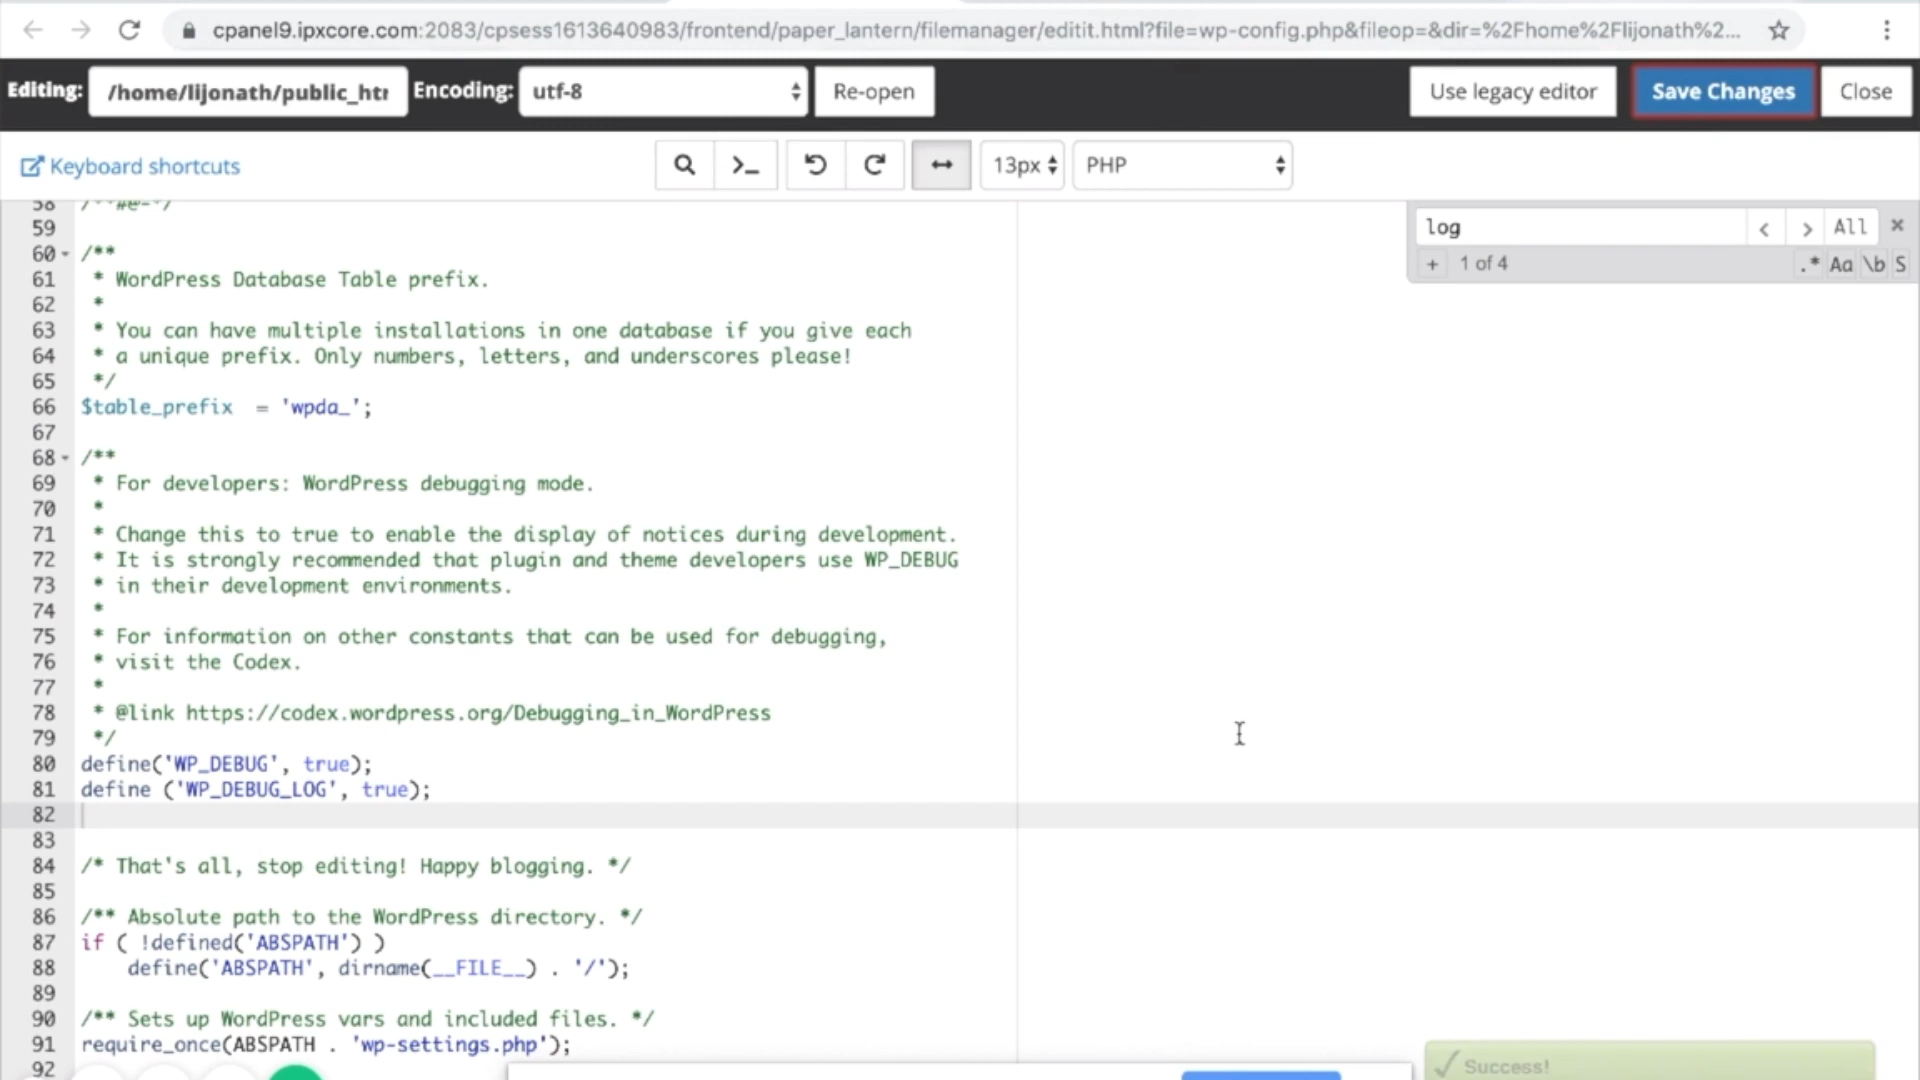 cpanel9.ipxcore.com:2083/cpsess1613640983/frontend/paper_lantern/filemanager/editit.html?file=wp-config.php&fileop=&dir=%2Fhome%2Flijonath%2...
Editing: /home/lijonath/public_htr Encoding: utf-8 Re-open Use legacy editor Save Changes Close
Keyboard shortcuts >_ 13px PHP
58 /**#@-*/
59
60 /**
61 * WordPress Database Table prefix.
62 *
63 * You can have multiple installations in one database if you give each
64 * a unique prefix. Only numbers, letters, and underscores please!
65 */
66 $table_prefix  = 'wpda_';
67
68 /**
69 * For developers: WordPress debugging mode.
70 *
71 * Change this to true to enable the display of notices during development.
72 * It is strongly recommended that plugin and theme developers use WP_DEBUG
73 * in their development environments.
74 *
75 * For information on other constants that can be used for debugging,
76 * visit the Codex.
77 *
78 * @link https://codex.wordpress.org/Debugging_in_WordPress
79 */
80 define('WP_DEBUG', true);
81 define ('WP_DEBUG_LOG', true);
82
83
84 /* That's all, stop editing! Happy blogging. */
85
86 /** Absolute path to the WordPress directory. */
87 if ( !defined('ABSPATH') )
88 define('ABSPATH', dirname(__FILE__) . '/');
89
90 /** Sets up WordPress vars and included files. */
91 require_once(ABSPATH . 'wp-settings.php');
92
log < > All ×
+ 1 of 4 .* Aa \b S
Success!